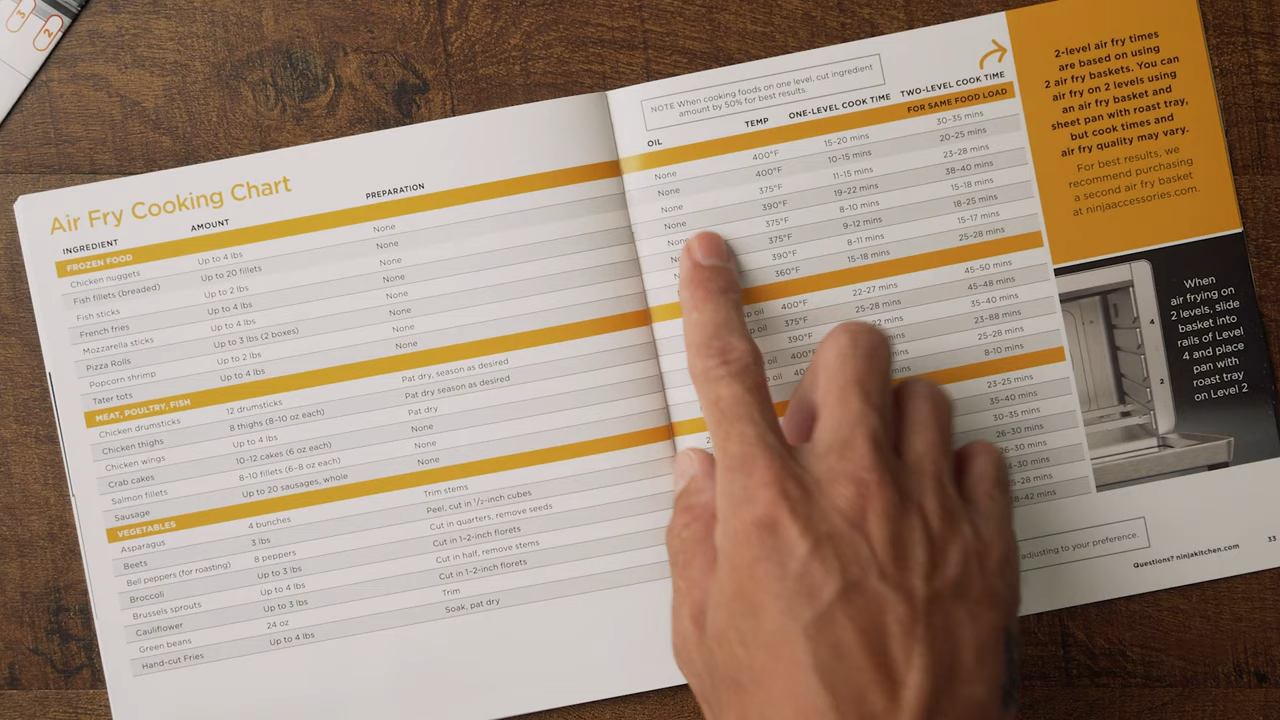 3
2
Air Fry Cooking Chart
INGREDIENT AMOUNT PREPARATION
FROZEN FOOD
Chicken nuggets Up to 4 lbs None
Fish fillets (breaded) Up to 20 fillets None
Fish sticks Up to 2 lbs None
French fries Up to 4 lbs None
Mozzarella sticks Up to 4 lbs None
Pizza Rolls Up to 3 lbs (2 boxes) None
Popcorn shrimp Up to 2 lbs None
Tater tots Up to 4 lbs None
MEAT, POULTRY, FISH
Chicken drumsticks 12 drumsticks Pat dry, season as desired
Chicken thighs 8 thighs (8-10 oz each) Pat dry, season as desired
Chicken wings Up to 4 lbs Pat dry
Crab cakes 10-12 cakes (6 oz each) None
Salmon fillets 8-10 fillets (6-8 oz each) None
Sausage Up to 20 sausages, whole None
VEGETABLES
Asparagus 4 bunches Trim stems
Beets 3 lbs Peel, cut in 1/2-inch cubes
Bell peppers (for roasting) 8 peppers Cut in quarters, remove seeds
Broccoli Up to 3 lbs Cut in 1-2-inch florets
Brussels sprouts Up to 4 lbs Cut in half, remove stems
Cauliflower Up to 3 lbs Cut in 1-2-inch florets
Green beans 24 oz Trim
Hand-cut Fries Up to 4 lbs Soak, pat dry
NOTE When cooking foods on one level, cut ingredient
amount by 50% for best results.
OIL TEMP ONE-LEVEL COOK TIME TWO-LEVEL COOK TIME
FOR SAME FOOD LOAD
None 400°F 15-20 mins 30-35 mins
None 400°F 10-15 mins 20-25 mins
None 375°F 11-15 mins 23-28 mins
None 390°F 19-22 mins 38-40 mins
None 375°F 8-10 mins 15-18 mins
375°F 9-12 mins 18-25 mins
390°F 8-11 mins 15-17 mins
360°F 15-18 mins 25-28 mins
oil 400°F 22-27 mins 45-50 mins
oil 375°F 25-28 mins 45-48 mins
390°F mins 35-40 mins
oil mins 23-88 mins
oil mins 25-28 mins
8-10 mins
23-25 mins
35-40 mins
30-35 mins
26-30 mins
26-30 mins
mins
mins
mins
adjusting to your preference.
Questions? ninjakitchen.com 33
2-level air fry times
are based on using
2 air fry baskets. You can
air fry on 2 levels using
an air fry basket and
sheet pan with roast tray,
but cook times and
air fry quality may vary.
For best results, we
recommend purchasing
a second air fry basket
at ninjaaccessories.com.
4
2
When
air frying on
2 levels, slide
basket into
rails of Level
4 and place
pan with
roast tray
on Level 2